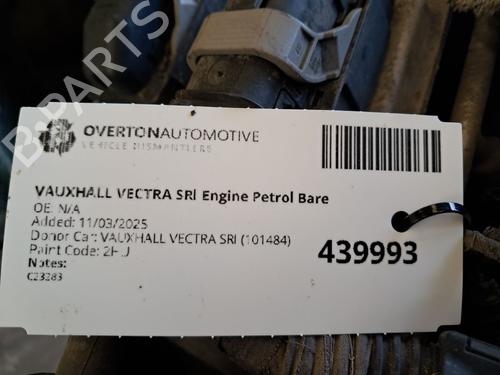 B-PARTS
OVERTONAUTOMOTIVE
VEHICLE DISMANTLERS
VAUXHALL VECTRA SRI Engine Petrol Bare
OE: N/A
Added: 11/03/2025
Donor Car: VAUXHALL VECTRA SRI (101484)
Paint Code: 2HU
Notes:
C23283
439993